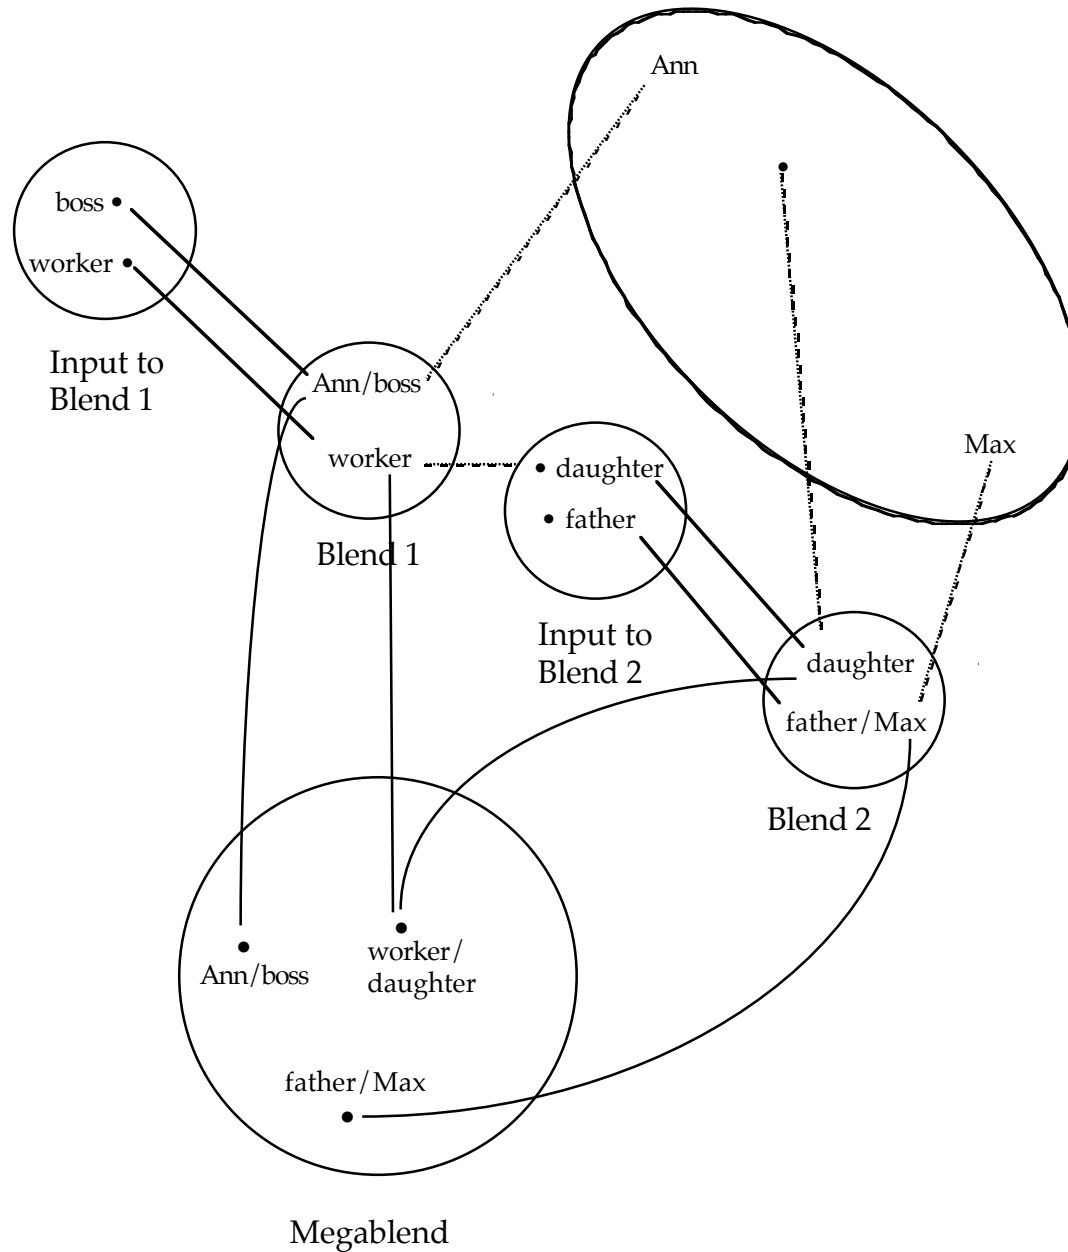 Ann
boss
worker
Input to
Blend 1
Ann/boss
worker
Blend 1
Max
daughter
father
Input to
Blend 2
daughter
father/Max
Blend 2
Ann/boss
worker/
daughter
father/Max
Megablend